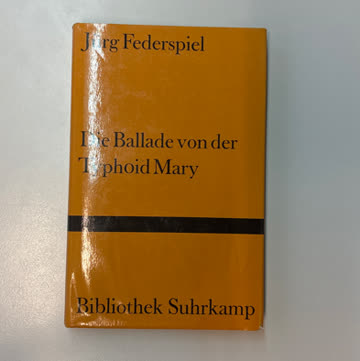 Jürg Federspiel
Die Ballade von der
Typhoid Mary
Bibliothek Suhrkamp